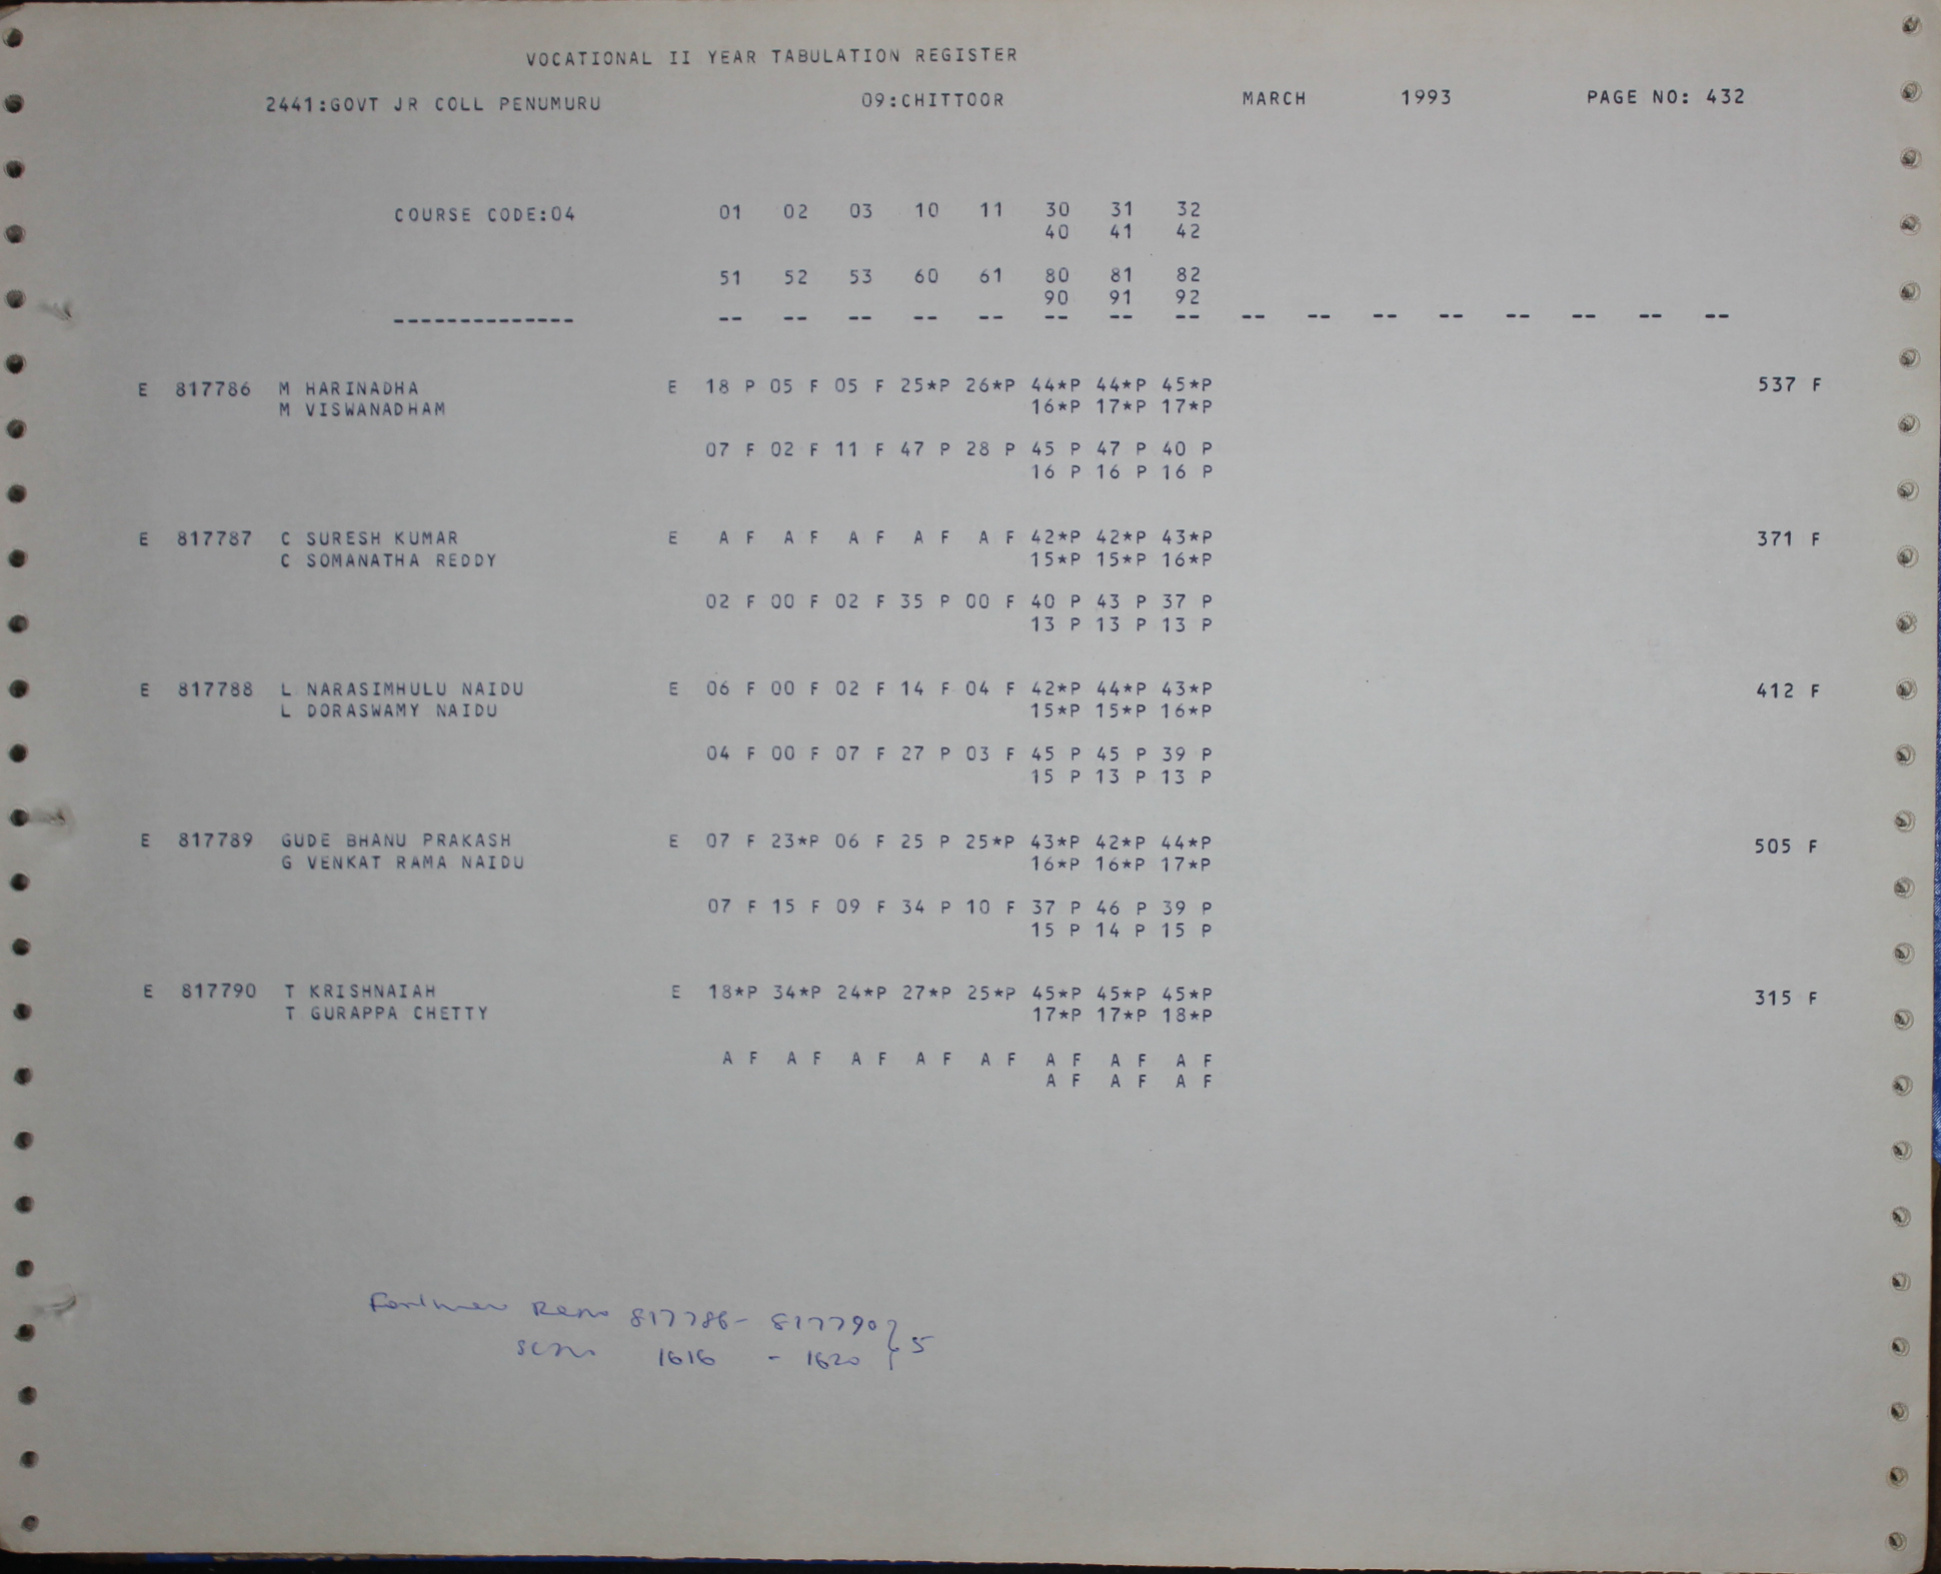 VOCATIONAL II YEAR TABULATION REGISTER
2441:GOVT JR COLL PENUMURU 09:CHITTOOR MARCH 1993 PAGE NO: 432
COURSE CODE:04 01 02 03 10 11 30 31 32
40 41 42
51 52 53 60 61 80 81 82
90 91 92
-------------- -- -- -- -- -- -- -- -- -- -- -- -- -- -- -- --
E 817786 M HARINADHA E 18 P 05 F 05 F 25*P 26*P 44*P 44*P 45*P 537 F
M VISWANADHAM 16*P 17*P 17*P
07 F 02 F 11 F 47 P 28 P 45 P 47 P 40 P
16 P 16 P 16 P
E 817787 C SURESH KUMAR E A F A F A F A F A F 42*P 42*P 43*P 371 F
C SOMANATHA REDDY 15*P 15*P 16*P
02 F 00 F 02 F 35 P 00 F 40 P 43 P 37 P
13 P 13 P 13 P
E 817788 L NARASIMHULU NAIDU E 06 F 00 F 02 F 14 F 04 F 42*P 44*P 43*P 412 F
L DORASWAMY NAIDU 15*P 15*P 16*P
04 F 00 F 07 F 27 P 03 F 45 P 45 P 39 P
15 P 13 P 13 P
E 817789 GUDE BHANU PRAKASH E 07 F 23*P 06 F 25 P 25*P 43*P 42*P 44*P 505 F
G VENKAT RAMA NAIDU 16*P 16*P 17*P
07 F 15 F 09 F 34 P 10 F 37 P 46 P 39 P
15 P 14 P 15 P
E 817790 T KRISHNAIAH E 18*P 34*P 24*P 27*P 25*P 45*P 45*P 45*P 315 F
T GURAPPA CHETTY 17*P 17*P 18*P
A F A F A F A F A F A F A F A F
A F A F A F
817786 - 817790 } 5
1616 - 1620